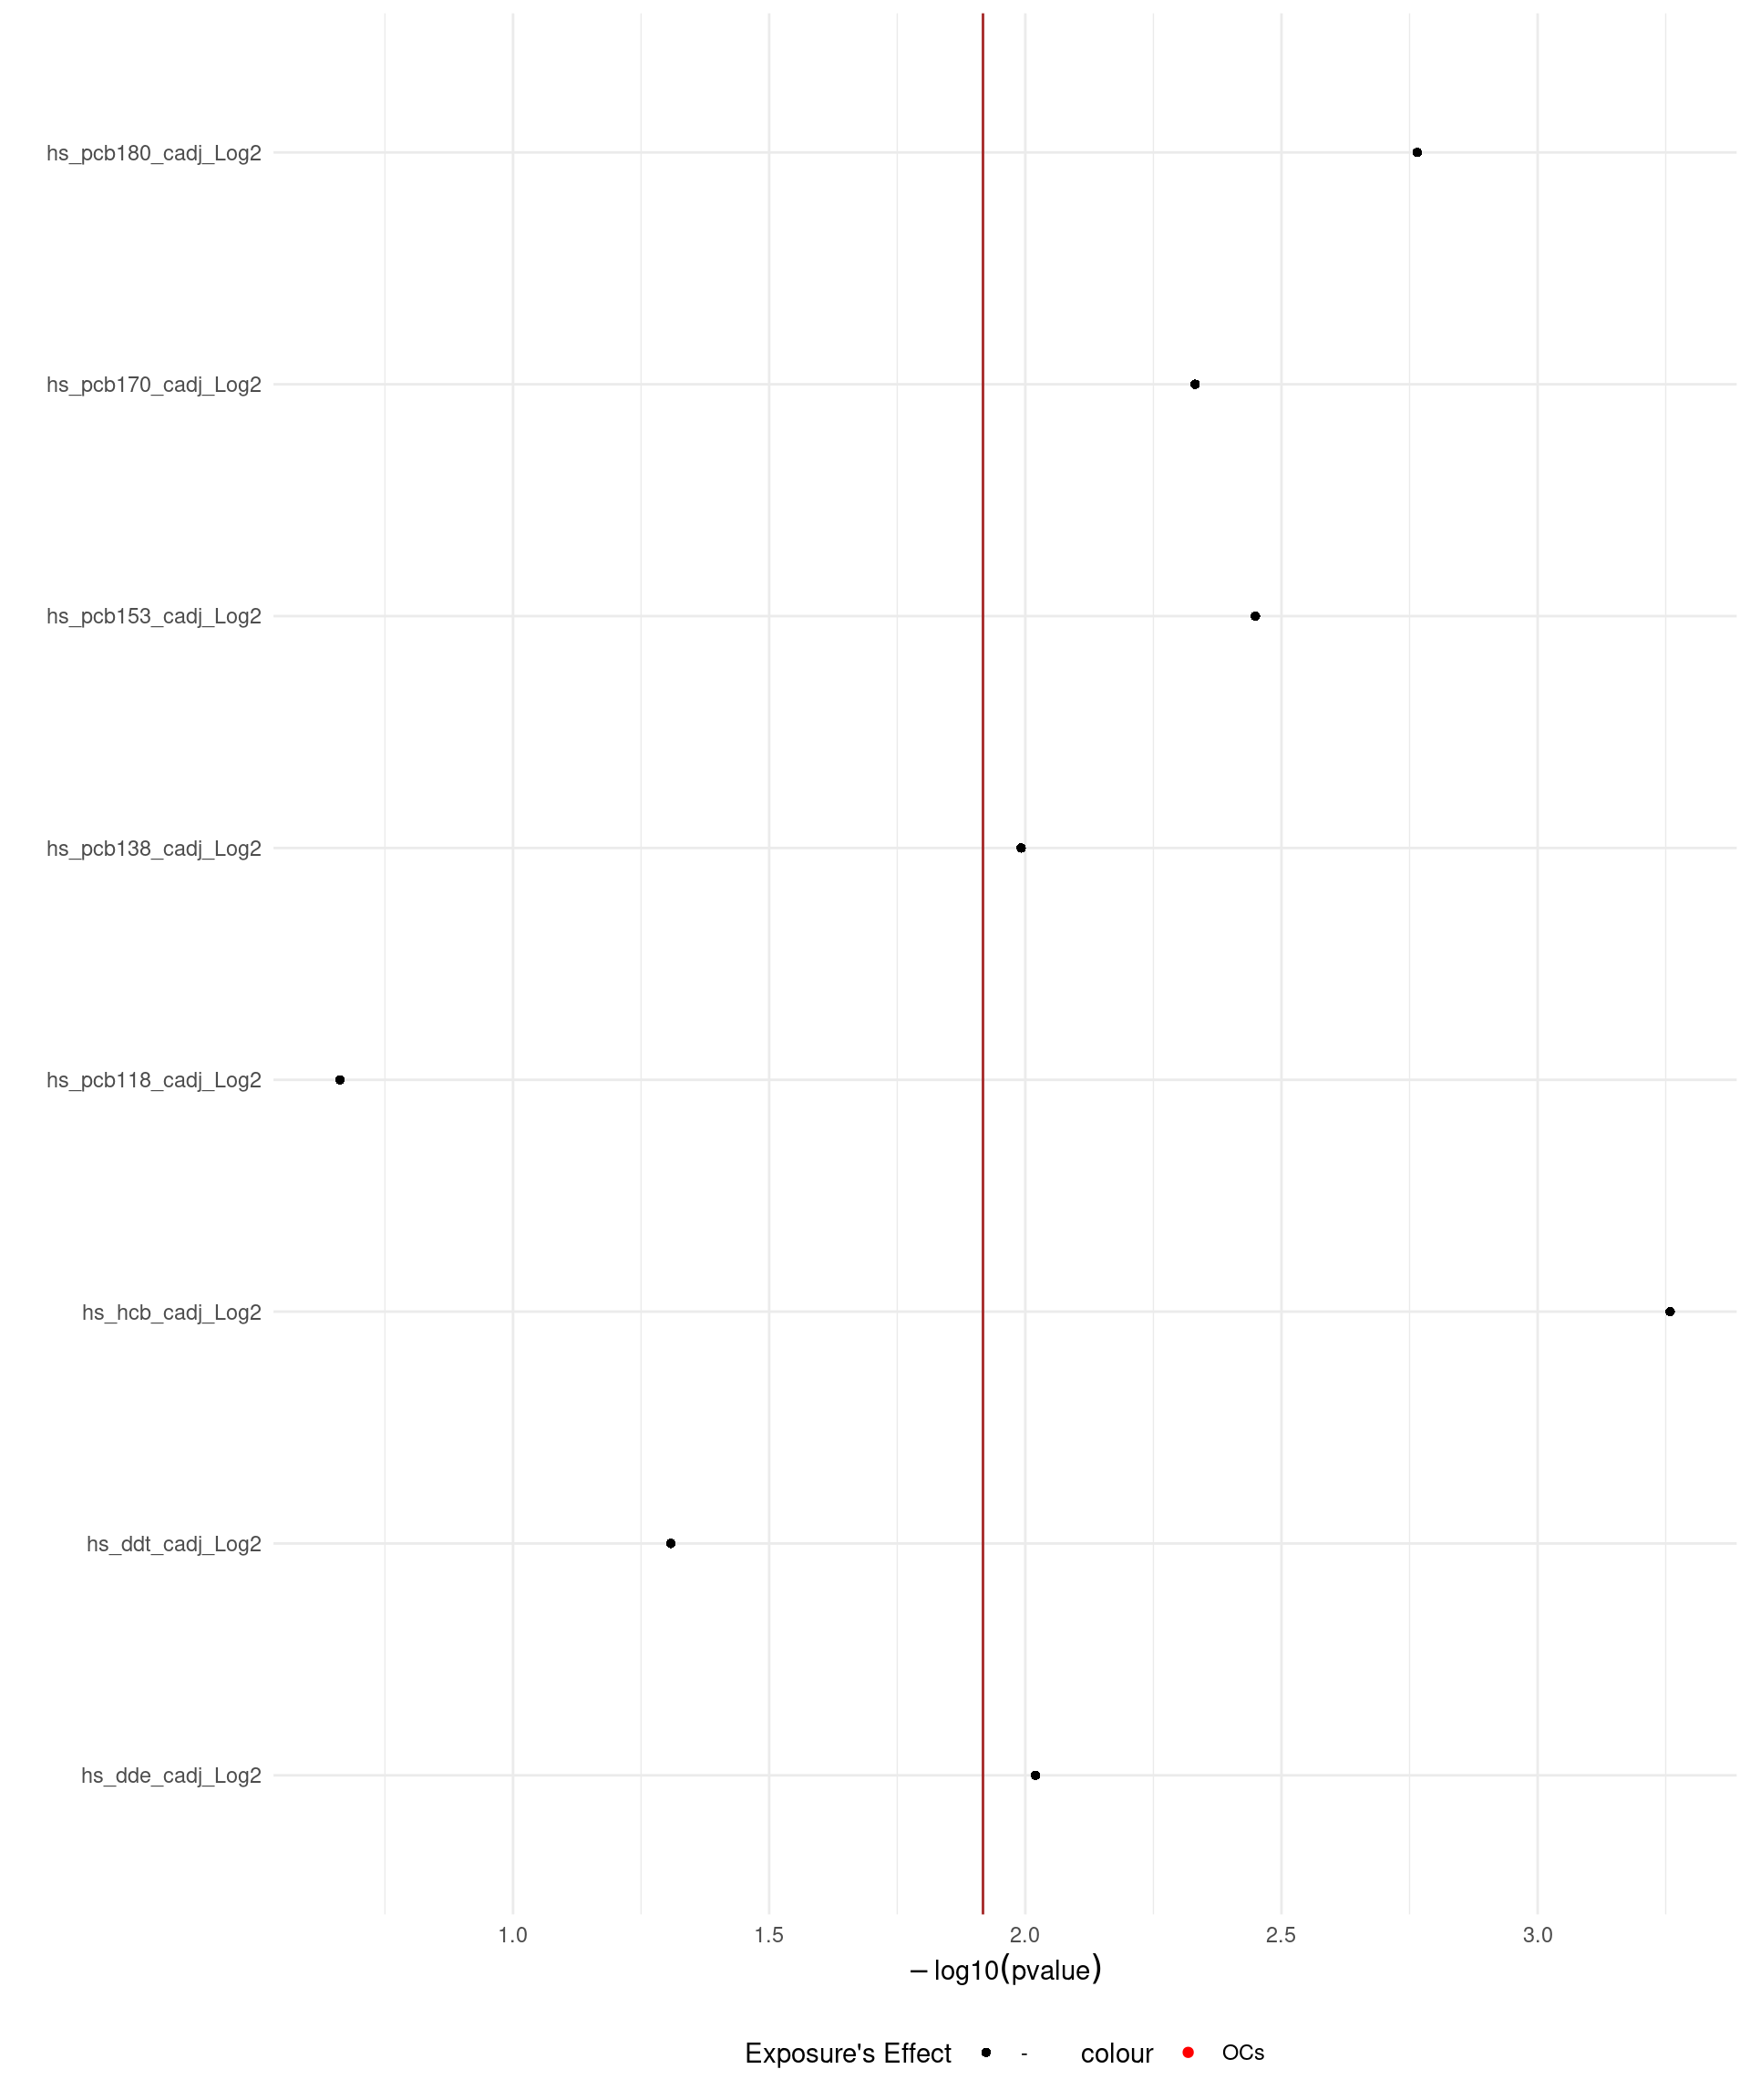 hs_pcb180_cadj_Log2
hs_pcb170_cadj_Log2
hs_pcb153_cadj_Log2
hs_pcb138_cadj_Log2
hs_pcb118_cadj_Log2
hs_hcb_cadj_Log2
hs_ddt_cadj_Log2
hs_dde_cadj_Log2
1.0 1.5 2.0 2.5 3.0
−log10(pvalue)
Exposure's Effect - colour OCs